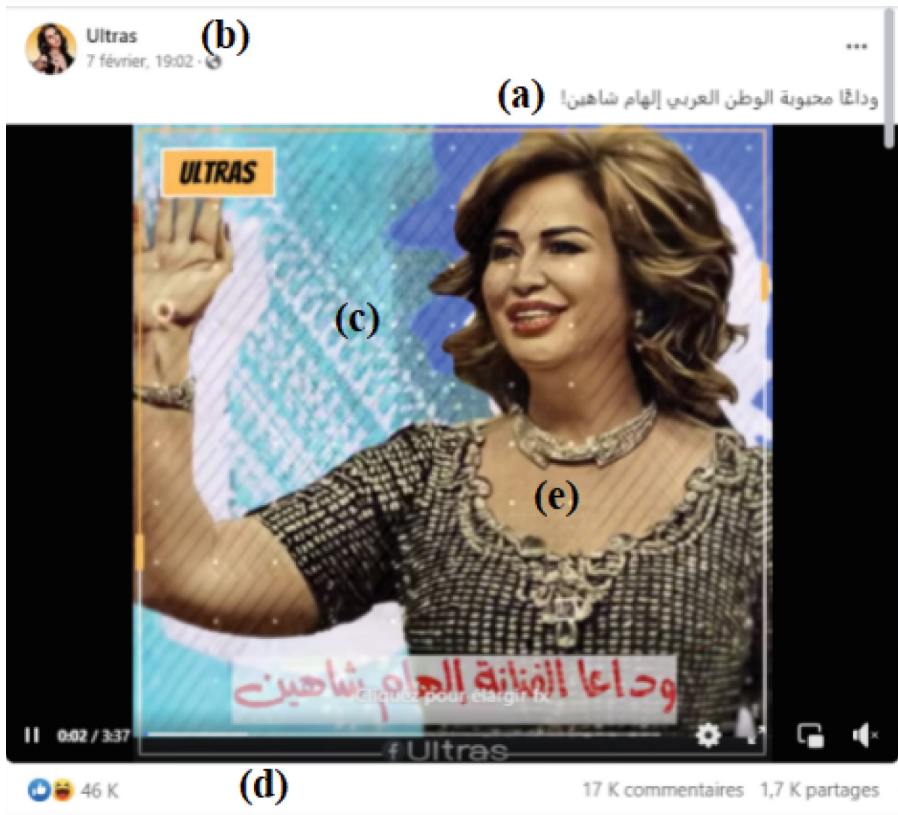 Ultras
(b)
7 février, 19:02 ·
(a)
وداعًا محبوبة الوطن العربي إلهام شاهين!
ULTRAS
(c)
(e)
وداعا الفنانة إلهام شاهين
Cliquez pour élargir fx
0:02 / 3:37
f Ultras
46 K
(d)
17 K commentaires
1,7 K partages